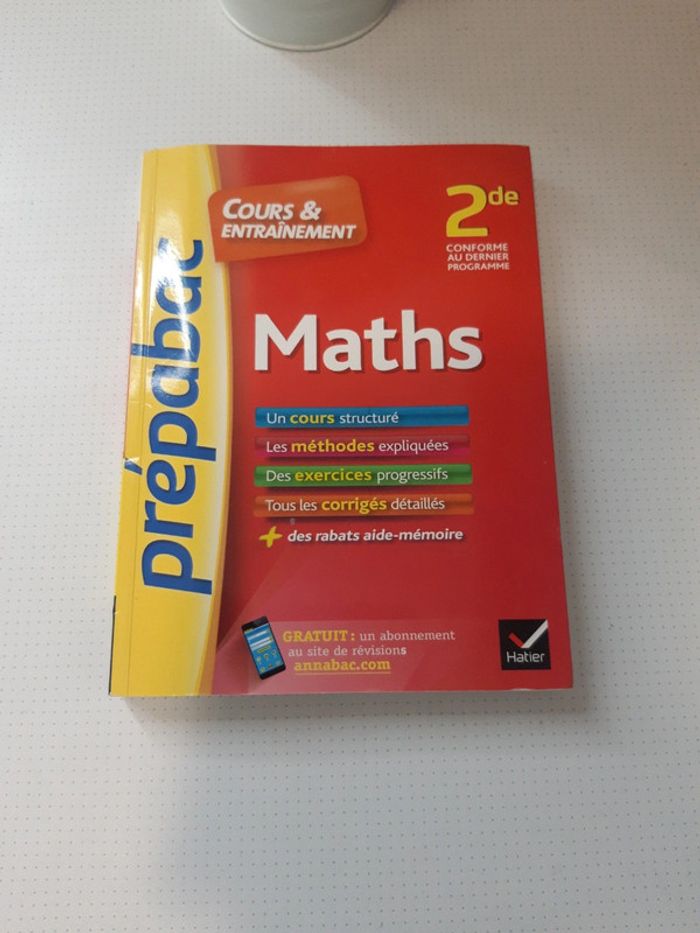 prépabac
COURS &
ENTRAÎNEMENT
2de
CONFORME
AU DERNIER
PROGRAMME
Maths
Un cours structuré
Les méthodes expliquées
Des exercices progressifs
Tous les corrigés détaillés
+ des rabats aide-mémoire
GRATUIT : un abonnement
au site de révisions
annabac.com
Hatier